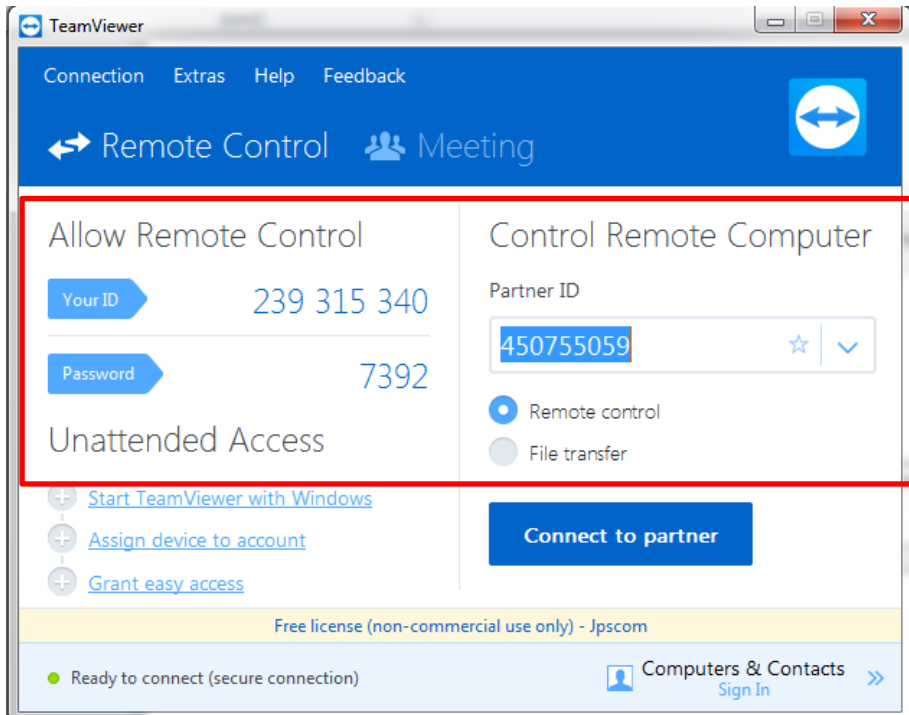 TeamViewer
Connection Extras Help Feedback
Remote Control Meeting
Allow Remote Control
Your ID 239 315 340
Password 7392
Unattended Access
Start TeamViewer with Windows
Assign device to account
Grant easy access
Control Remote Computer
Partner ID
450755059
Remote control
File transfer
Connect to partner
Free license (non-commercial use only) - Jpscom
Ready to connect (secure connection)
Computers & Contacts
Sign In